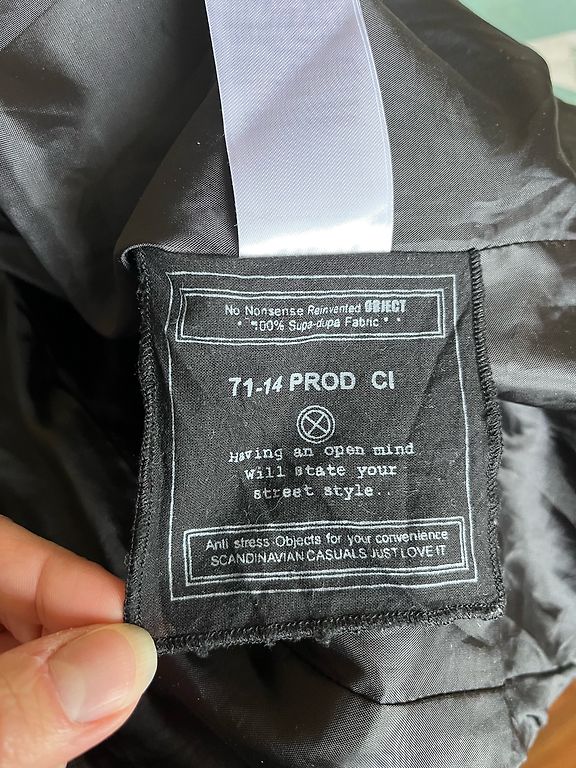 No Nonsense Reinvented OBJECT
• "100% Supa-dupa Fabric • •
71-14 PROD CI
Having an open mind
will state your
street style..
Anti stress-Objects for your convenience
SCANDINAVIAN CASUALS JUST LOVE IT